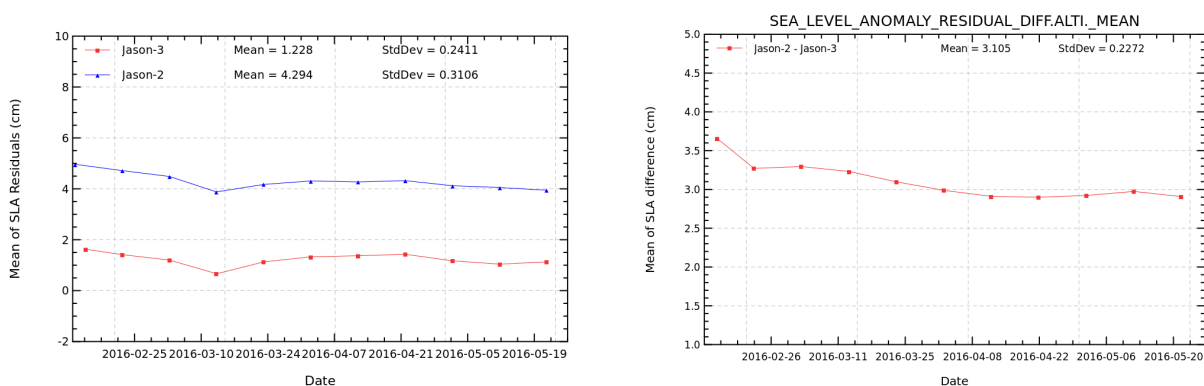 10
8
6
4
2
0
-2
Mean of SLA Residuals (cm)
Jason-3 Mean = 1.228 StdDev = 0.2411
Jason-2 Mean = 4.294 StdDev = 0.3106
2016-02-25 2016-03-10 2016-03-24 2016-04-07 2016-04-21 2016-05-05 2016-05-19
Date
SEA_LEVEL_ANOMALY_RESIDUAL_DIFF.ALTI._MEAN
5.0
4.5
4.0
3.5
3.0
2.5
2.0
1.5
1.0
Mean of SLA difference (cm)
Jason-2 - Jason-3 Mean = 3.105 StdDev = 0.2272
2016-02-26 2016-03-11 2016-03-25 2016-04-08 2016-04-22 2016-05-06 2016-05-20
Date